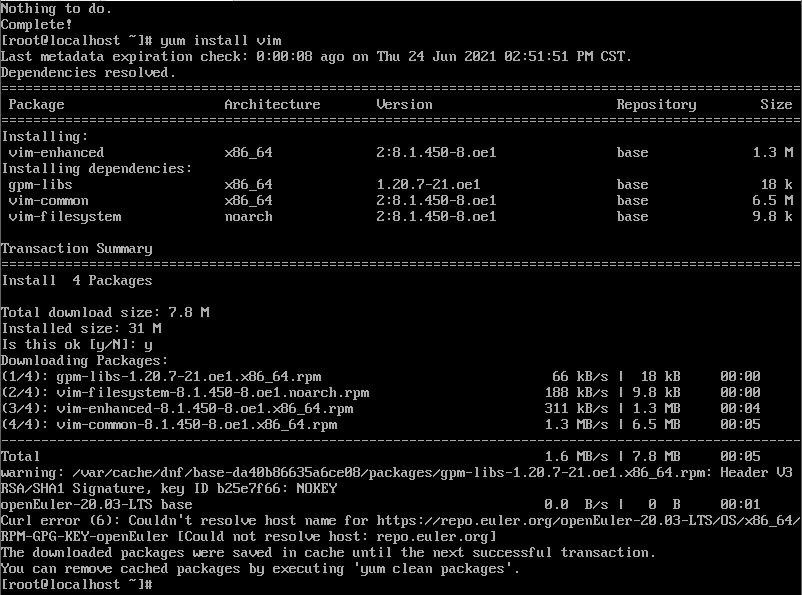 Nothing to do.
Complete!
[root@localhost ~]# yum install vim
Last metadata expiration check: 0:00:08 ago on Thu 24 Jun 2021 02:51:51 PM CST.
Dependencies resolved.
================================================================================
 Package                    Architecture       Version                       Repository        Size
================================================================================
Installing:
 vim-enhanced               x86_64             2:8.1.450-8.oe1               base             1.3 M
Installing dependencies:
 gpm-libs                   x86_64             1.20.7-21.oe1                 base              18 k
 vim-common                 x86_64             2:8.1.450-8.oe1               base             6.5 M
 vim-filesystem             noarch             2:8.1.450-8.oe1               base             9.8 k
Transaction Summary
================================================================================
Install  4 Packages
Total download size: 7.8 M
Installed size: 31 M
Is this ok [y/N]: y
Downloading Packages:
(1/4): gpm-libs-1.20.7-21.oe1.x86_64.rpm                             66 kB/s |  18 kB     00:00
(2/4): vim-filesystem-8.1.450-8.oe1.noarch.rpm                      188 kB/s | 9.8 kB     00:00
(3/4): vim-enhanced-8.1.450-8.oe1.x86_64.rpm                        311 kB/s | 1.3 MB     00:04
(4/4): vim-common-8.1.450-8.oe1.x86_64.rpm                          1.3 MB/s | 6.5 MB     00:05
--------------------------------------------------------------------------------
Total                                                               1.6 MB/s | 7.8 MB     00:05
warning: /var/cache/dnf/base-da40b86635a6ce08/packages/gpm-libs-1.20.7-21.oe1.x86_64.rpm: Header V3
RSA/SHA1 Signature, key ID b25e7f66: NOKEY
openEuler-20.03-LTS base                                            0.0  B/s |   0  B     00:01
Curl error (6): Couldn't resolve host name for https://repo.euler.org/openEuler-20.03-LTS/OS/x86_64/
RPM-GPG-KEY-openEuler [Could not resolve host: repo.euler.org]
The downloaded packages were saved in cache until the next successful transaction.
You can remove cached packages by executing 'yum clean packages'.
[root@localhost ~]#